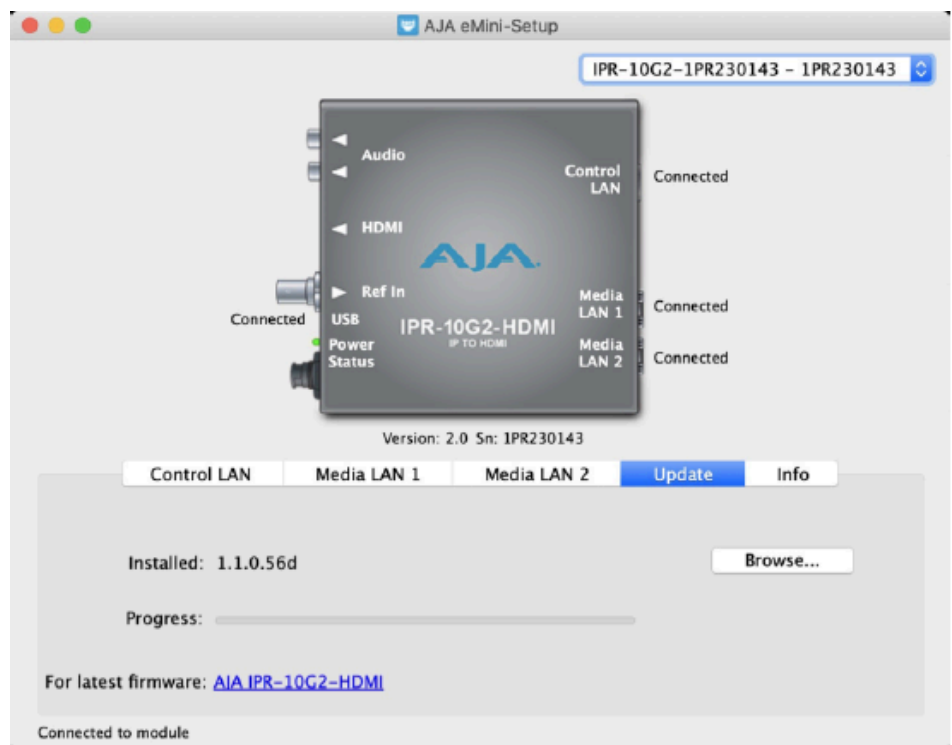 AJA eMini-Setup
IPR-10G2-1PR230143 - 1PR230143
Audio
Control
LAN
Connected
HDMI
AJA
Ref In
Connected
USB
Media
LAN 1
Connected
IPR-10G2-HDMI
IP TO HDMI
Power
Status
Media
LAN 2
Connected
Version: 2.0 Sn: 1PR230143
Control LAN
Media LAN 1
Media LAN 2
Update
Info
Installed: 1.1.0.56d
Browse...
Progress:
For latest firmware: AJA IPR-10G2-HDMI
Connected to module